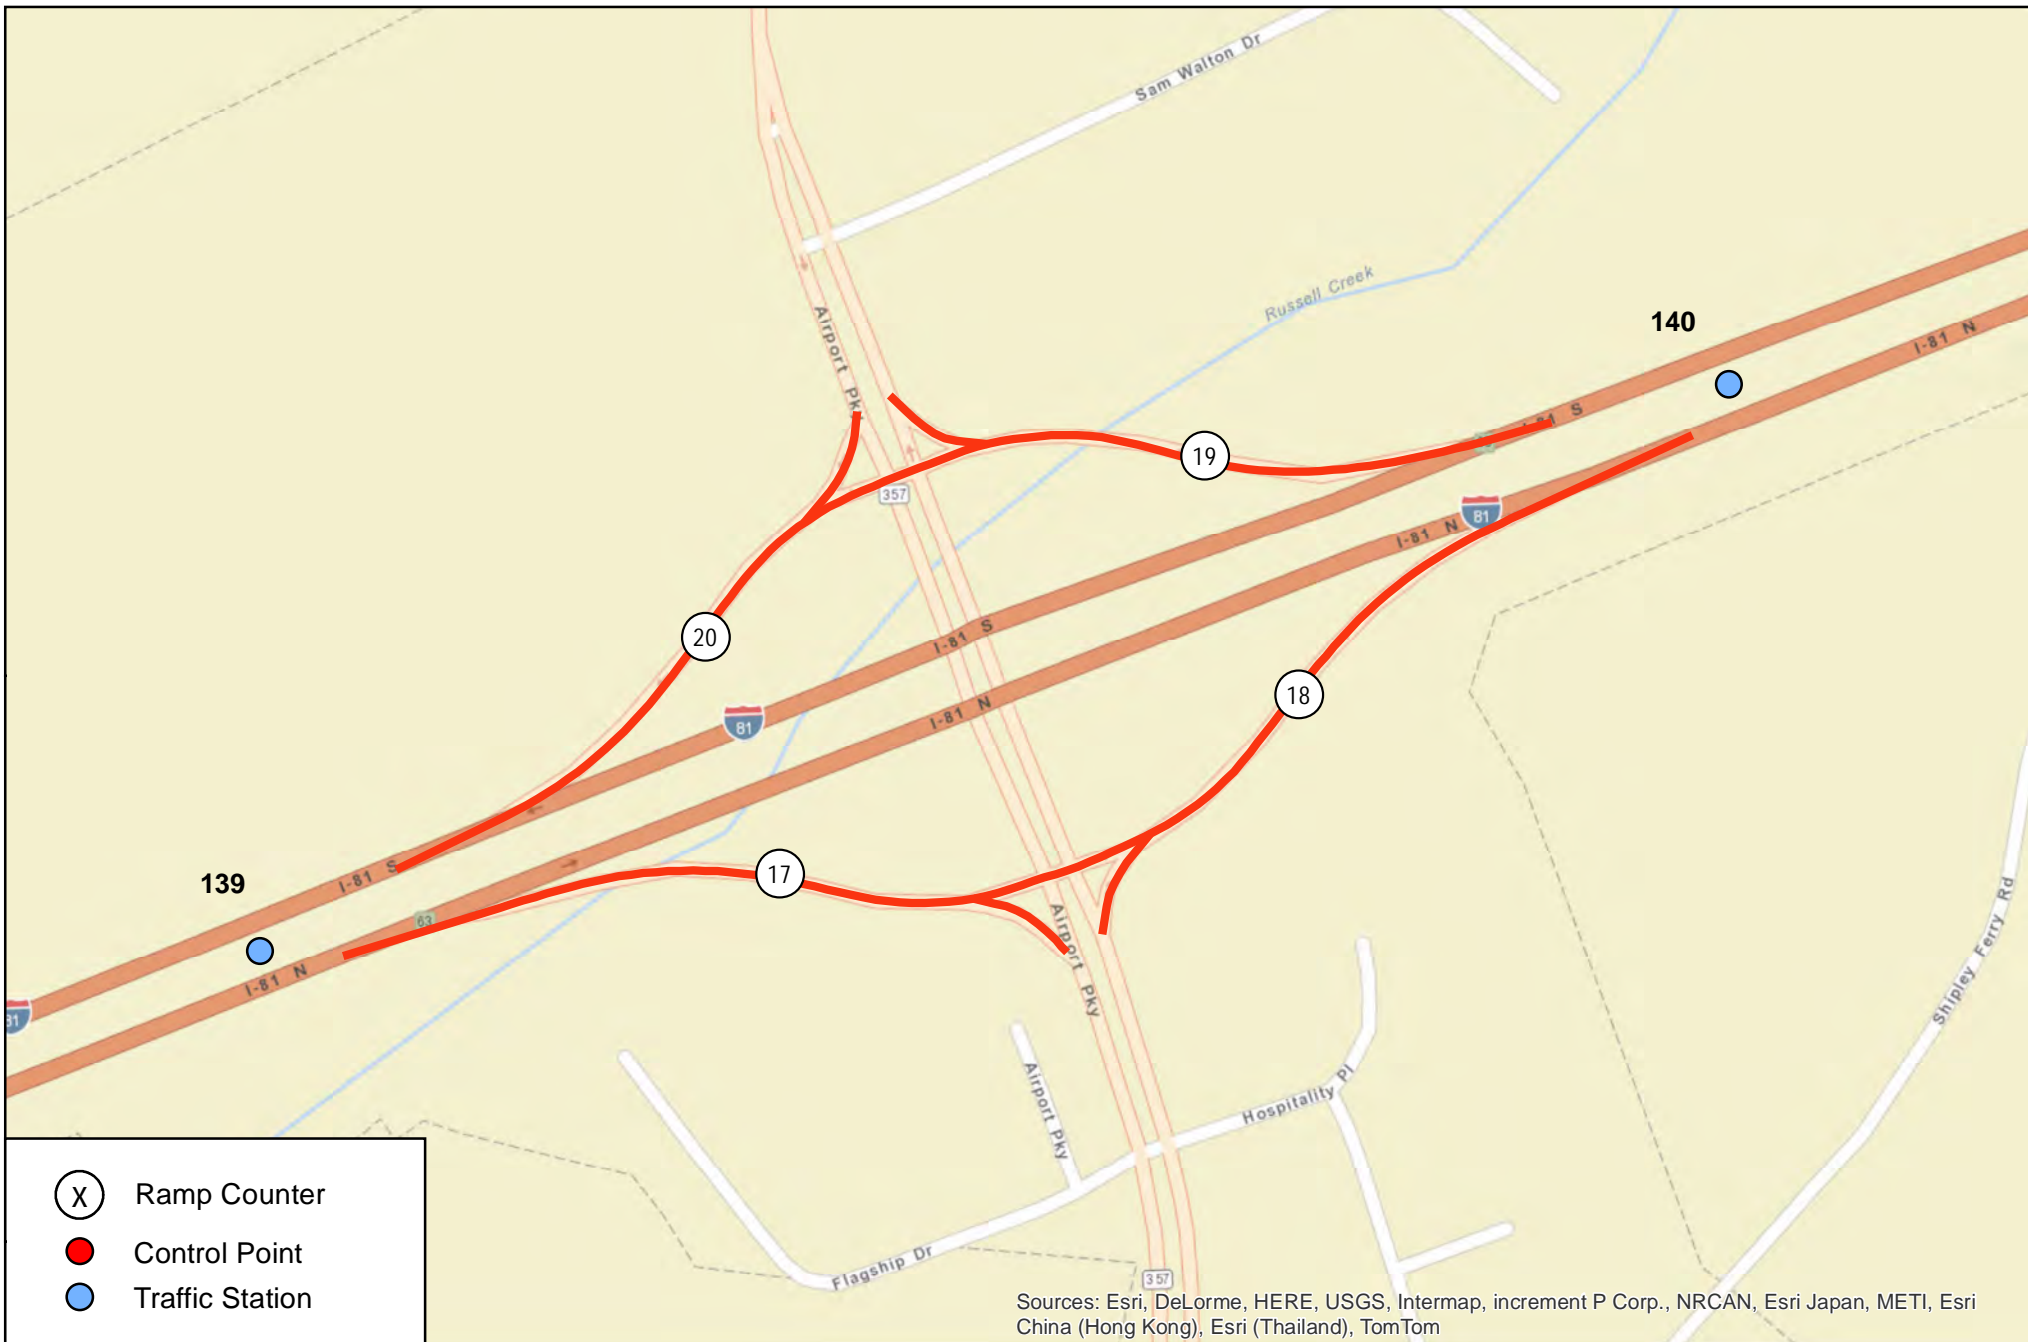 Sam Walton Dr
Russell Creek
140
Airport Pky
I-81 N
I-81 S
19
357
81
I-81 N
20
I-81 S
18
I-81 N
81
17
139
I-81 S
63
Airport Pky
I-81 N
81
Shipley Ferry Rd
Airport Pky
Hospitality Pl
Flagship Dr
357
X Ramp Counter
Control Point
Traffic Station
Sources: Esri, DeLorme, HERE, USGS, Intermap, increment P Corp., NRCAN, Esri Japan, METI, Esri
China (Hong Kong), Esri (Thailand), TomTom